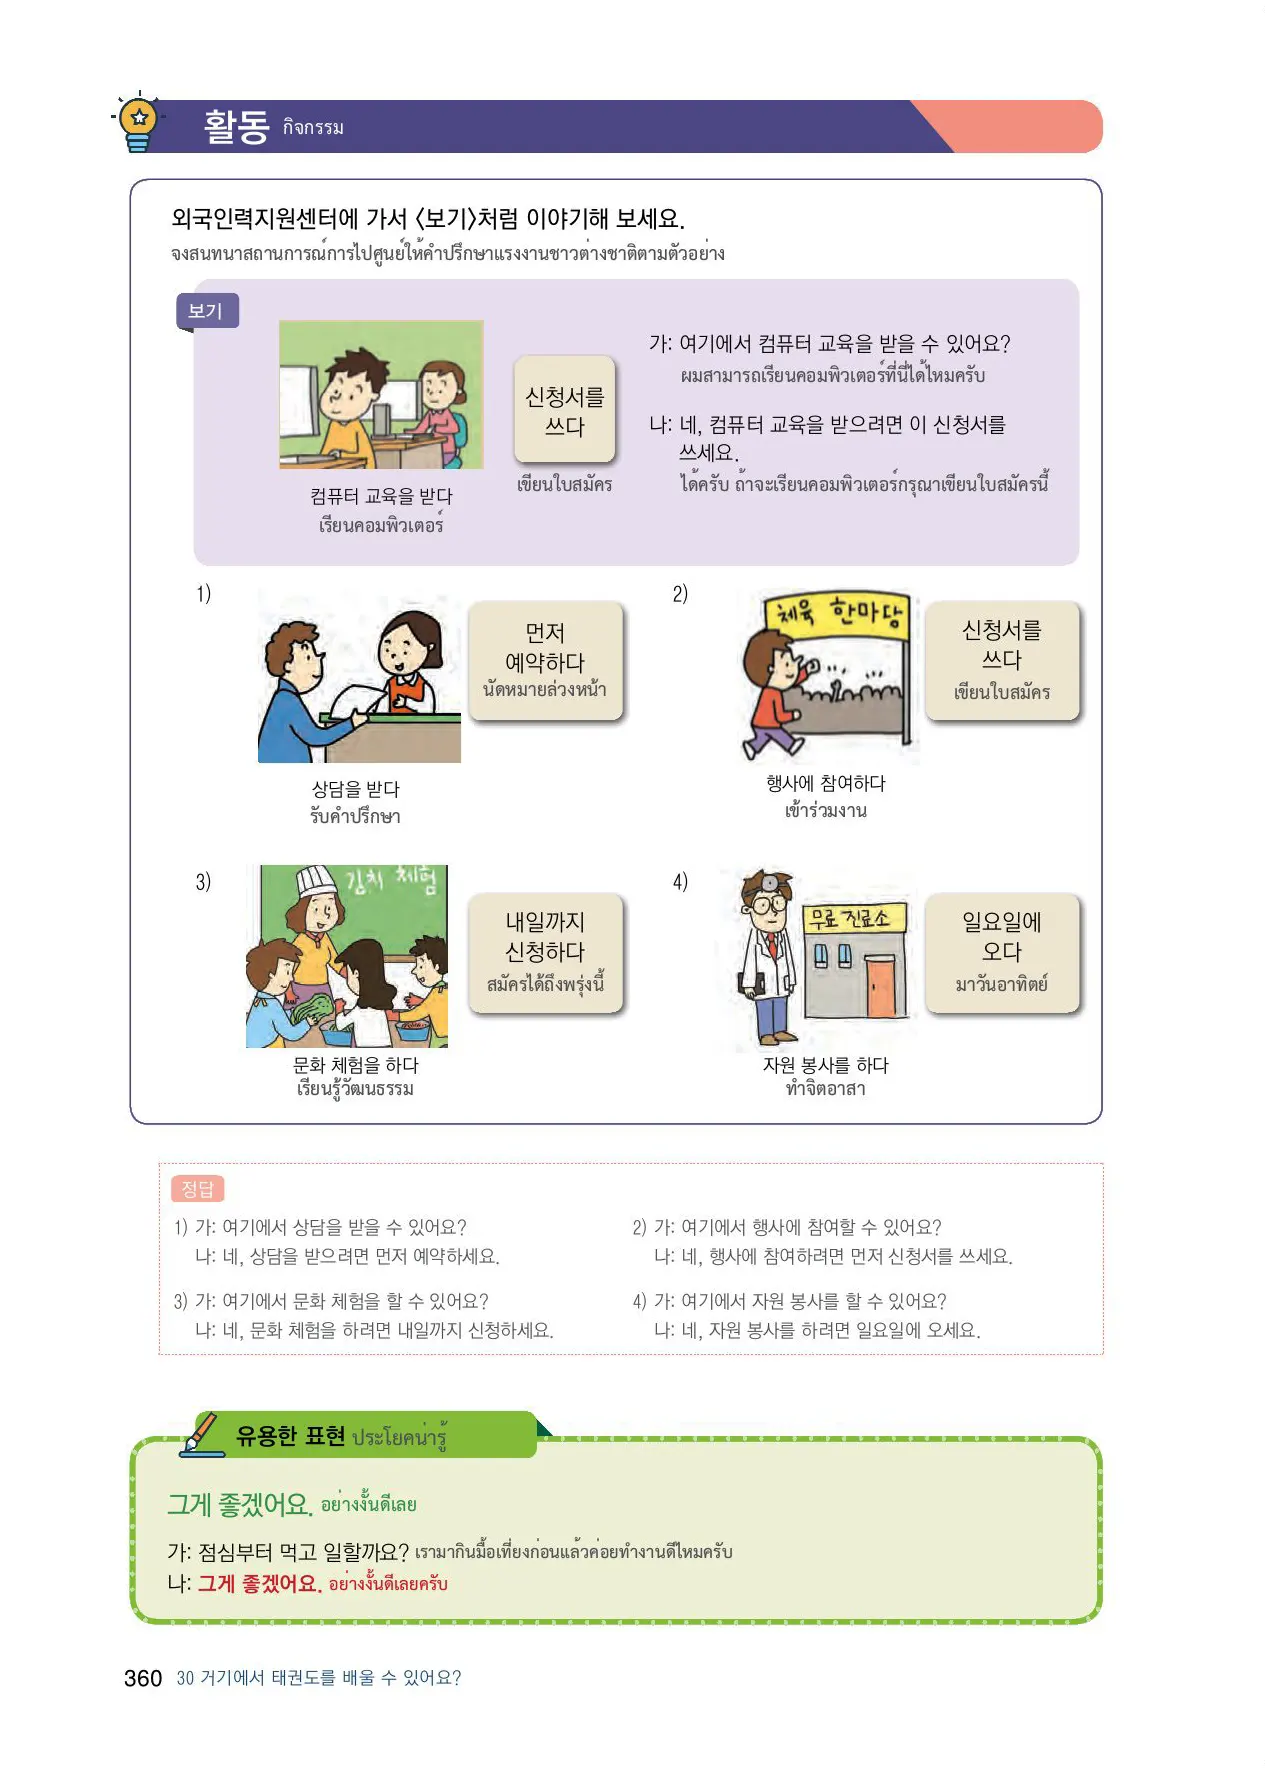 활동 กิจกรรม
외국인력지원센터에 가서 〈보기〉처럼 이야기해 보세요.
จงสนทนาสถานการณ์การไปศูนย์ให้คำปรึกษาแรงงานชาวต่างชาติตามตัวอย่าง
보기
컴퓨터 교육을 받다
เรียนคอมพิวเตอร์
신청서를
쓰다
เขียนใบสมัคร
가: 여기에서 컴퓨터 교육을 받을 수 있어요?
ผมสามารถเรียนคอมพิวเตอร์ที่นี่ได้ไหมครับ
나: 네, 컴퓨터 교육을 받으려면 이 신청서를
쓰세요.
ได้ครับ ถ้าจะเรียนคอมพิวเตอร์กรุณาเขียนใบสมัครนี้
1)
먼저
예약하다
นัดหมายล่วงหน้า
상담을 받다
รับคำปรึกษา
2)
체육 한마당
신청서를
쓰다
เขียนใบสมัคร
행사에 참여하다
เข้าร่วมงาน
3)
김치 체험
내일까지
신청하다
สมัครได้ถึงพรุ่งนี้
문화 체험을 하다
เรียนรู้วัฒนธรรม
4)
무료 진료소
일요일에
오다
มาวันอาทิตย์
자원 봉사를 하다
ทำจิตอาสา
정답
1) 가: 여기에서 상담을 받을 수 있어요?
나: 네, 상담을 받으려면 먼저 예약하세요.
2) 가: 여기에서 행사에 참여할 수 있어요?
나: 네, 행사에 참여하려면 먼저 신청서를 쓰세요.
3) 가: 여기에서 문화 체험을 할 수 있어요?
나: 네, 문화 체험을 하려면 내일까지 신청하세요.
4) 가: 여기에서 자원 봉사를 할 수 있어요?
나: 네, 자원 봉사를 하려면 일요일에 오세요.
유용한 표현 ประโยคน่ารู้
그게 좋겠어요. อย่างงั้นดีเลย
가: 점심부터 먹고 일할까요? เรามากินมื้อเที่ยงก่อนแล้วค่อยทำงานดีไหมครับ
나: 그게 좋겠어요. อย่างงั้นดีเลยครับ
360 30 거기에서 태권도를 배울 수 있어요?